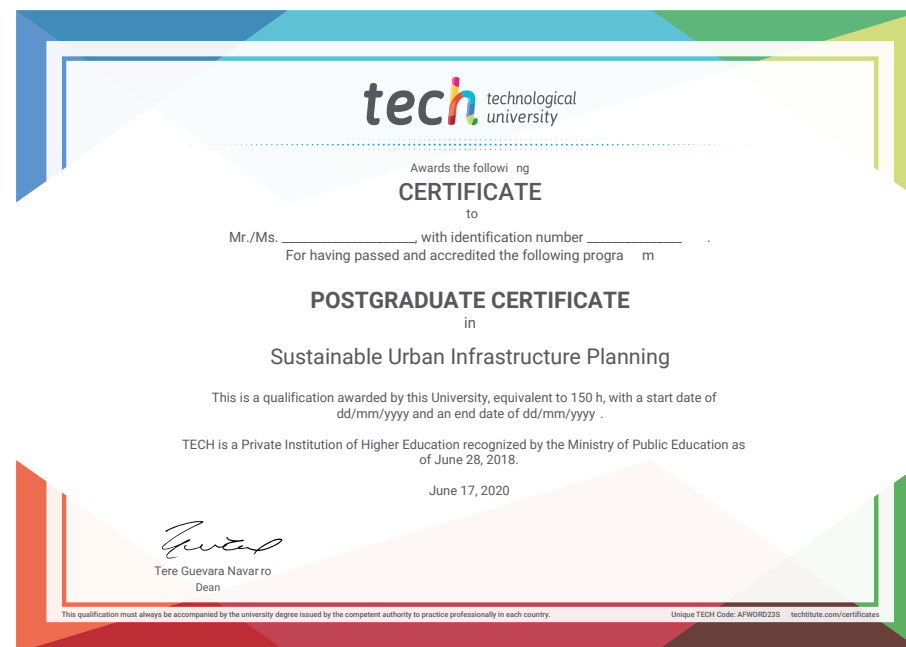 tech technological
university
Awards the followi ng
CERTIFICATE
to
Mr./Ms. ____________________, with identification number ______________ .
For having passed and accredited the following progra m
POSTGRADUATE CERTIFICATE
in
Sustainable Urban Infrastructure Planning
This is a qualification awarded by this University, equivalent to 150 h, with a start date of
dd/mm/yyyy and an end date of dd/mm/yyyy .
TECH is a Private Institution of Higher Education recognized by the Ministry of Public Education as
of June 28, 2018.
June 17, 2020
Tere Guevara Navar ro
Dean
This qualification must always be accompanied by the university degree issued by the competent authority to practice professionally in each country.
Unique TECH Code: AFWORD23S techtitute.com/certificates